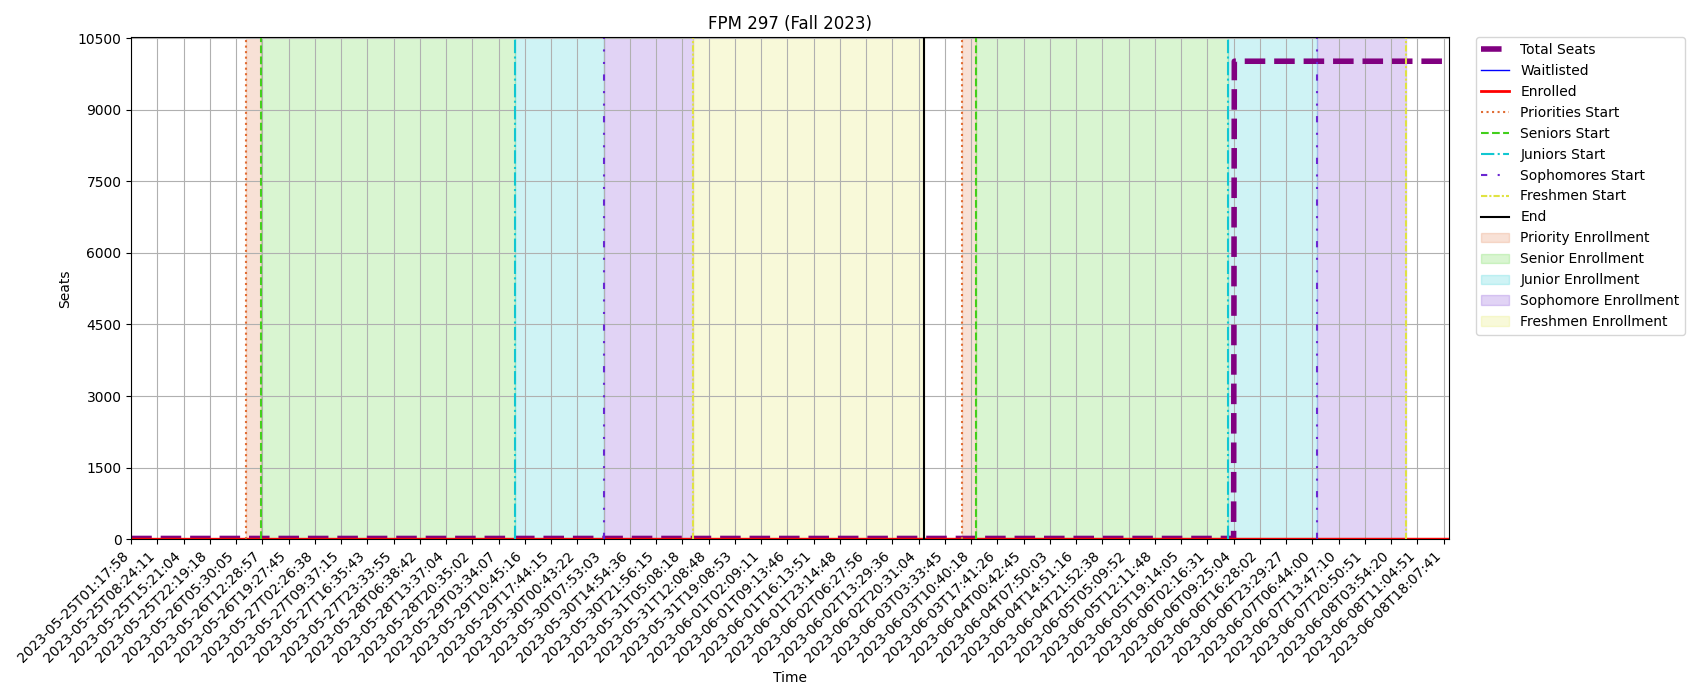 FPM 297 (Fall 2023)
10500
9000
7500
6000
4500
3000
1500
0
Seats
2023-05-25T01:17:58
2023-05-25T08:24:11
2023-05-25T15:21:04
2023-05-25T22:19:18
2023-05-26T05:30:05
2023-05-26T12:28:57
2023-05-26T19:27:45
2023-05-27T02:26:38
2023-05-27T09:37:15
2023-05-27T16:35:43
2023-05-27T23:33:55
2023-05-28T06:38:42
2023-05-28T13:37:04
2023-05-28T20:35:02
2023-05-29T03:34:07
2023-05-29T10:45:16
2023-05-29T17:44:15
2023-05-30T00:43:22
2023-05-30T07:53:03
2023-05-30T14:54:36
2023-05-30T21:56:15
2023-05-31T05:08:18
2023-05-31T12:08:48
2023-05-31T19:08:53
2023-06-01T02:09:11
2023-06-01T09:13:46
2023-06-01T16:13:51
2023-06-01T23:14:48
2023-06-02T06:27:56
2023-06-02T13:29:36
2023-06-02T20:31:04
2023-06-03T03:33:45
2023-06-03T10:40:18
2023-06-03T17:41:26
2023-06-04T00:42:45
2023-06-04T07:50:03
2023-06-04T14:51:16
2023-06-04T21:52:38
2023-06-05T05:09:52
2023-06-05T12:11:48
2023-06-05T19:14:05
2023-06-06T02:16:31
2023-06-06T09:25:04
2023-06-06T16:28:02
2023-06-06T23:29:27
2023-06-07T06:44:00
2023-06-07T13:47:10
2023-06-07T20:50:51
2023-06-08T03:54:20
2023-06-08T11:04:51
2023-06-08T18:07:41
Time
Total Seats
Waitlisted
Enrolled
Priorities Start
Seniors Start
Juniors Start
Sophomores Start
Freshmen Start
End
Priority Enrollment
Senior Enrollment
Junior Enrollment
Sophomore Enrollment
Freshmen Enrollment